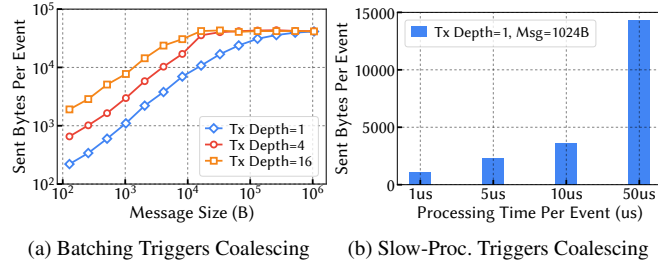 Sent Bytes Per Event
10^5
10^4
10^3
10^2
10^2
10^3
10^4
10^5
10^6
Message Size (B)
Tx Depth=1
Tx Depth=4
Tx Depth=16
(a) Batching Triggers Coalescing
Sent Bytes Per Event
15000
10000
5000
0
1us
5us
10us
50us
Processing Time Per Event (us)
Tx Depth=1, Msg=1024B
(b) Slow-Proc. Triggers Coalescing